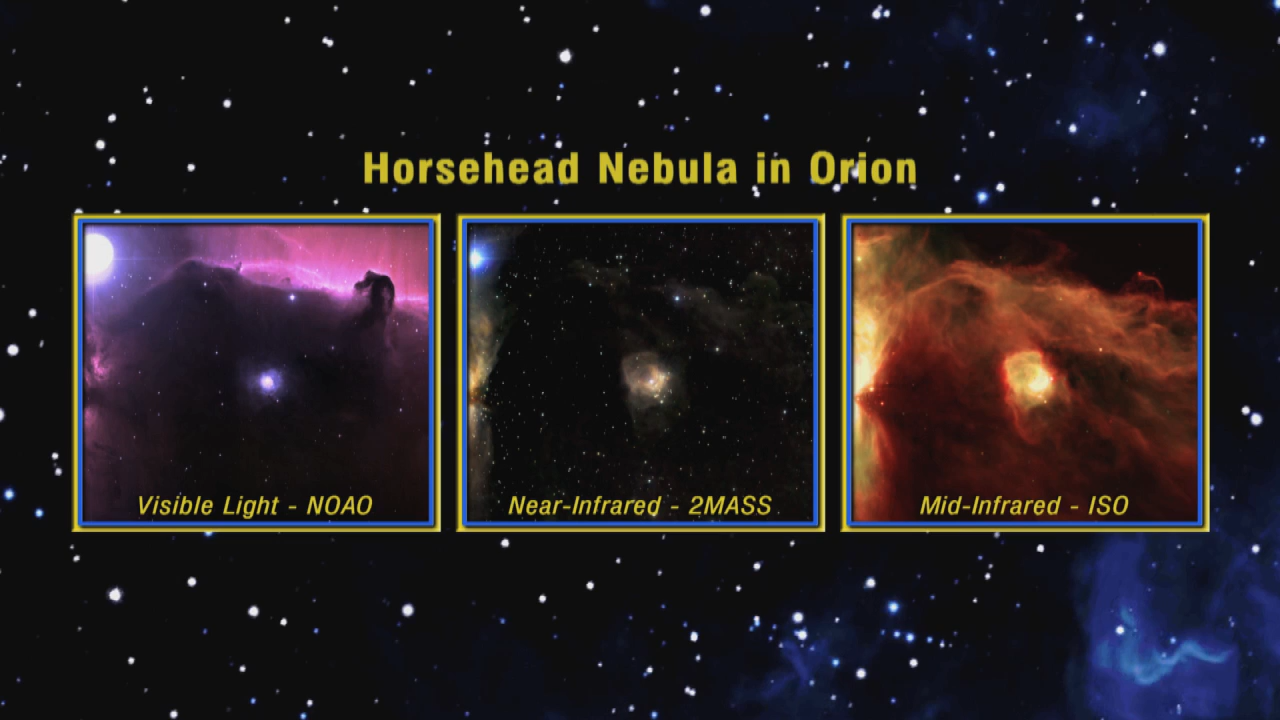 Horsehead Nebula in Orion
Visible Light - NOAO
Near-Infrared - 2MASS
Mid-Infrared - ISO